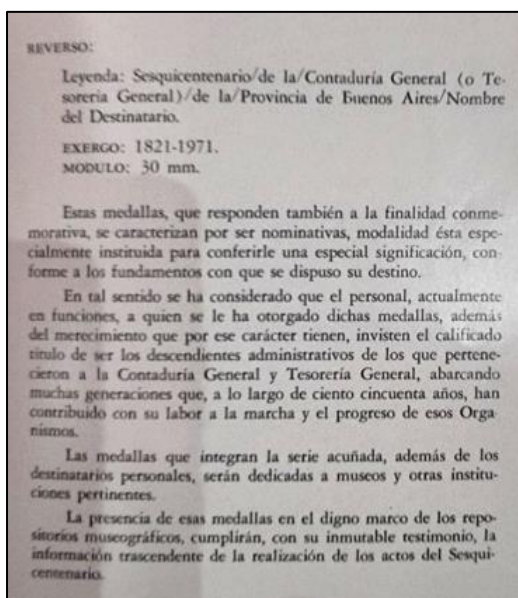 REVERSO:
Leyenda: Sesquicentenario/de la/Contaduría General (o Te-
sorería General)/de la/Provincia de Buenos Aires/Nombre
del Destinatario.
EXERGO: 1821-1971.
MODULO: 30 mm.
Estas medallas, que responden también a la finalidad conme-
morativa, se caracterizan por ser nominativas, modalidad ésta espe-
cialmente instituida para conferirle una especial significación, con-
forme a los fundamentos con que se dispuso su destino.
En tal sentido se ha considerado que el personal, actualmente
en funciones, a quien se le ha otorgado dichas medallas, además
del merecimiento que por ese carácter tienen, invisten el calificado
título de ser los descendientes administrativos de los que pertene-
cieron a la Contaduría General y Tesorería General, abarcando
muchas generaciones que, a lo largo de ciento cincuenta años, han
contribuido con su labor a la marcha y el progreso de esos Orga-
nismos.
Las medallas que integran la serie acuñada, además de los
destinatarios personales, serán dedicadas a museos y otras institu-
ciones pertinentes.
La presencia de esas medallas en el digno marco de los repo-
sitorios museográficos, cumplirán, con su inmutable testimonio, la
información trascendente de la realización de los actos del Sesqui-
centenario.